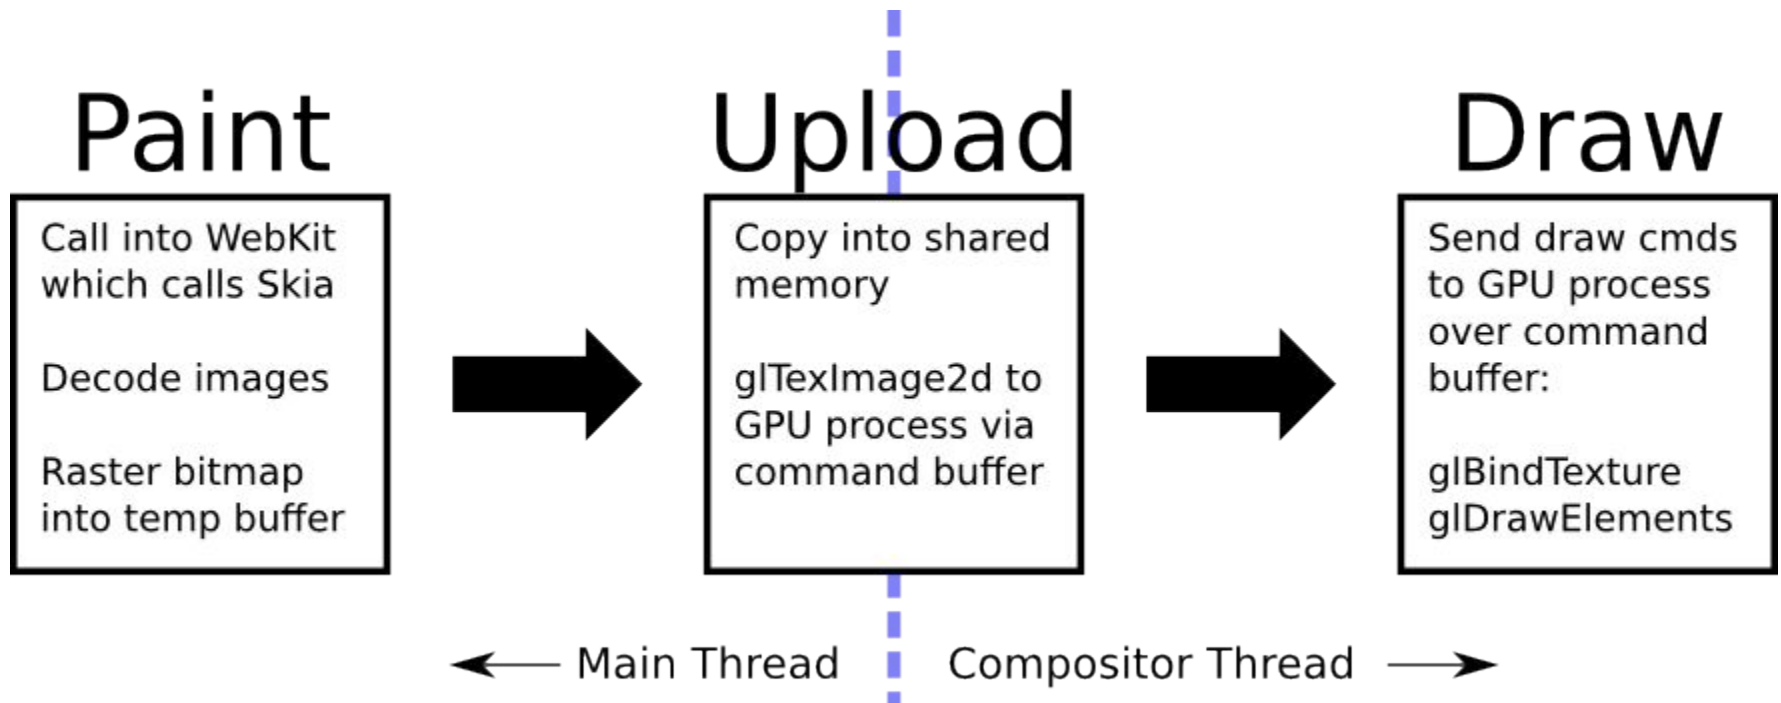 Paint
Call into WebKit
which calls Skia
Decode images
Raster bitmap
into temp buffer
Upload
Copy into shared
memory
glTexImage2d to
GPU process via
command buffer
Draw
Send draw cmds
to GPU process
over command
buffer:
glBindTexture
glDrawElements
Main Thread
Compositor Thread